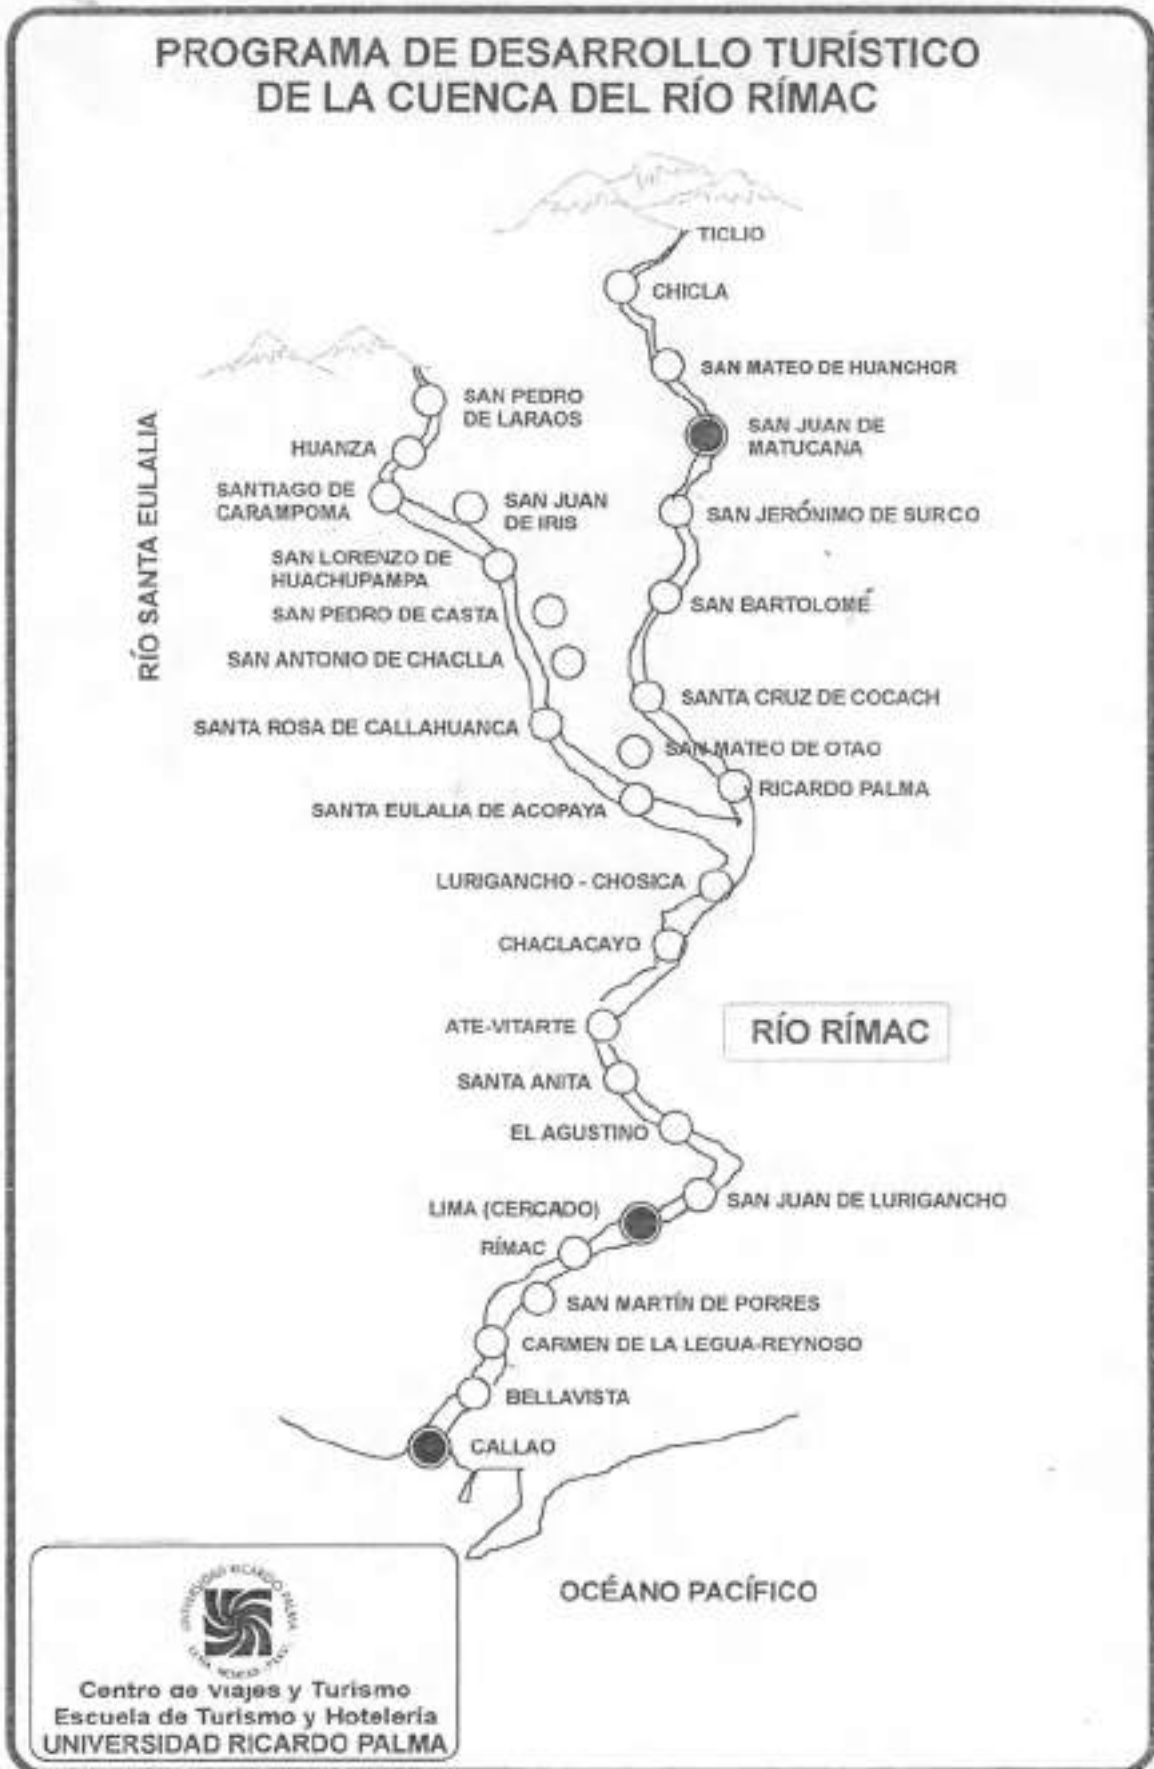 PROGRAMA DE DESARROLLO TURÍSTICO
DE LA CUENCA DEL RÍO RÍMAC
TICLIO
CHICLA
SAN MATEO DE HUANCHOR
SAN PEDRO
DE LARAOS
SAN JUAN DE
MATUCANA
RÍO SANTA EULALIA
HUANZA
SANTIAGO DE
CARAMPOMA
SAN JUAN
DE IRIS
SAN JERÓNIMO DE SURCO
SAN LORENZO DE
HUACHUPAMPA
SAN PEDRO DE CASTA
SAN BARTOLOMÉ
SAN ANTONIO DE CHACLLA
SANTA CRUZ DE COCACH
SANTA ROSA DE CALLAHUANCA
SAN MATEO DE OTAO
RICARDO PALMA
SANTA EULALIA DE ACOPAYA
LURIGANCHO - CHOSICA
CHACLACAYO
ATE-VITARTE
RÍO RÍMAC
SANTA ANITA
EL AGUSTINO
SAN JUAN DE LURIGANCHO
LIMA (CERCADO)
RÍMAC
SAN MARTÍN DE PORRES
CARMEN DE LA LEGUA-REYNOSO
BELLAVISTA
CALLAO
OCÉANO PACÍFICO
UNIVERSIDAD RICARDO PALMA
Centro de Viajes y Turismo
Escuela de Turismo y Hotelería
UNIVERSIDAD RICARDO PALMA